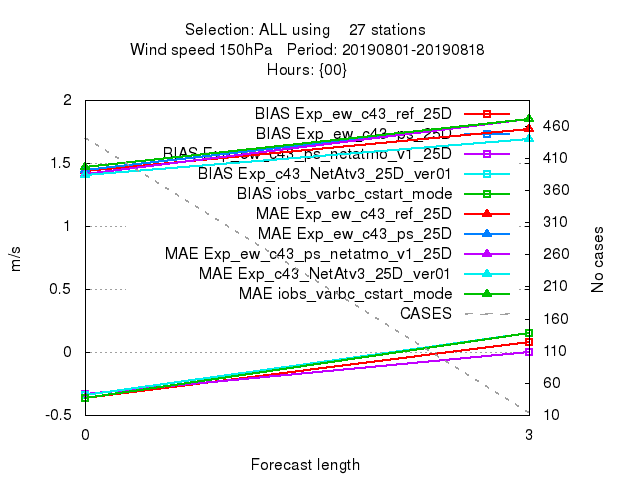 Selection: ALL using 27 stations
Wind speed 150hPa Period: 20190801-20190818
Hours: {00}
BIAS Exp_ew_c43_ref_25D
BIAS Exp_ew_c43_ps_25D
BIAS Exp_ew_c43_ps_netatmo_v1_25D
BIAS Exp_c43_NetAtv3_25D_ver01
BIAS iobs_varbc_cstart_mode
MAE Exp_ew_c43_ref_25D
MAE Exp_ew_c43_ps_25D
MAE Exp_ew_c43_ps_netatmo_v1_25D
MAE Exp_c43_NetAtv3_25D_ver01
MAE iobs_varbc_cstart_mode
CASES
2
1.5
1
0.5
0
-0.5
m/s
460
410
360
310
260
210
160
110
60
10
No cases
0
3
Forecast length